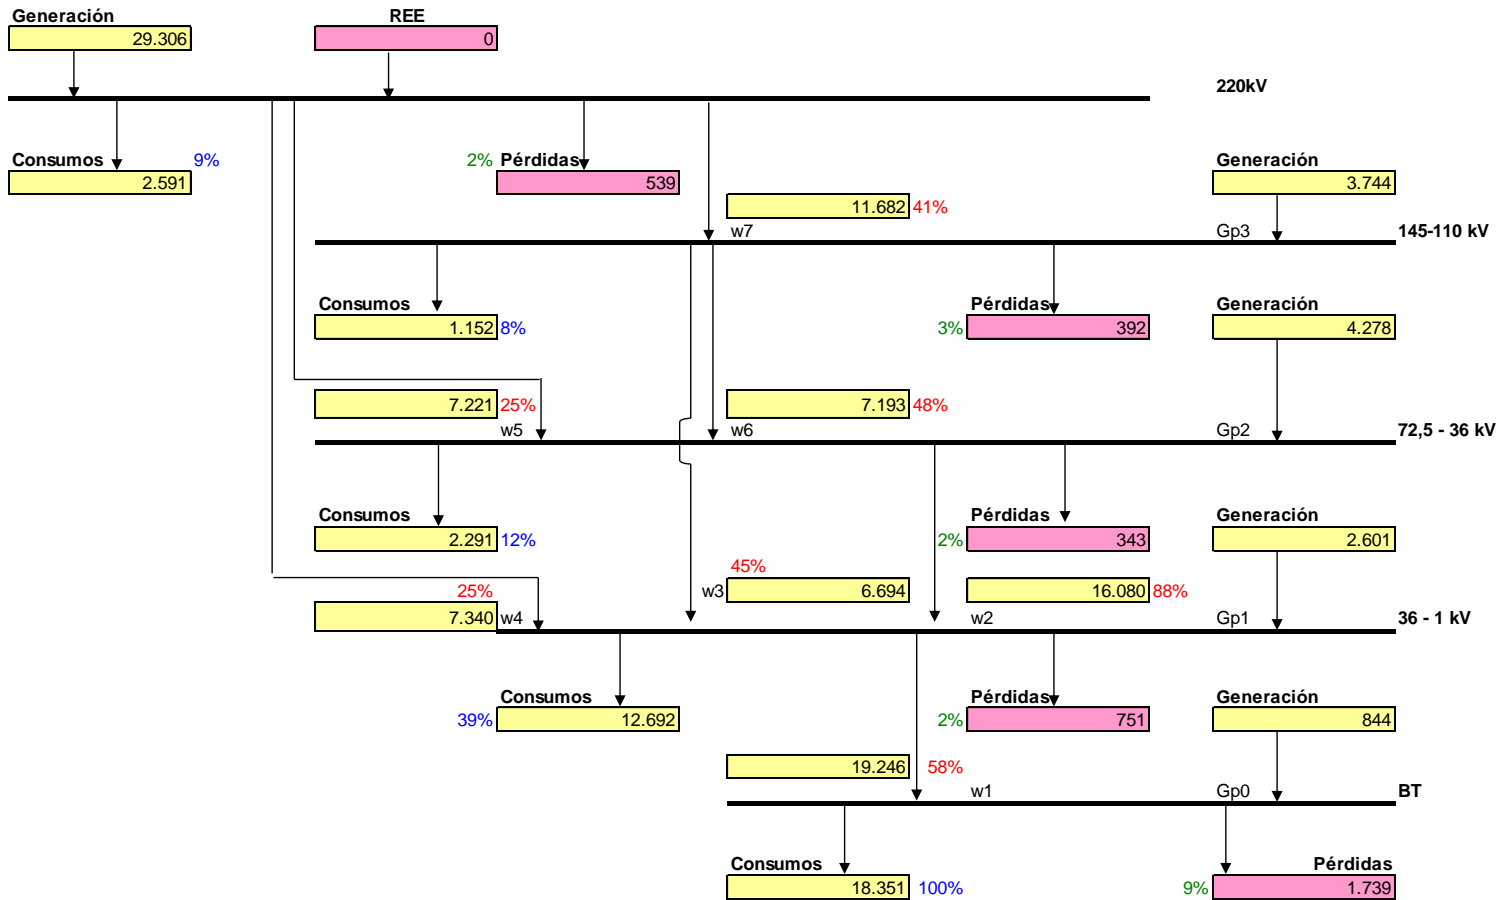 Generación REE
29.306 0
220kV
Consumos 9% 2% Pérdidas Generación
2.591 539 3.744
11.682 41%
w7 Gp3 145-110 kV
Consumos Pérdidas Generación
1.152 8% 3% 392 4.278
7.221 25% 7.193 48%
w5 w6 Gp2 72,5 - 36 kV
Consumos Pérdidas Generación
2.291 12% 2% 343 2.601
45%
25% w3 6.694 16.080 88%
7.340 w4 w2 Gp1 36 - 1 kV
Consumos Pérdidas Generación
39% 12.692 2% 751 844
19.246 58%
w1 Gp0 BT
Consumos Pérdidas
18.351 100% 9% 1.739